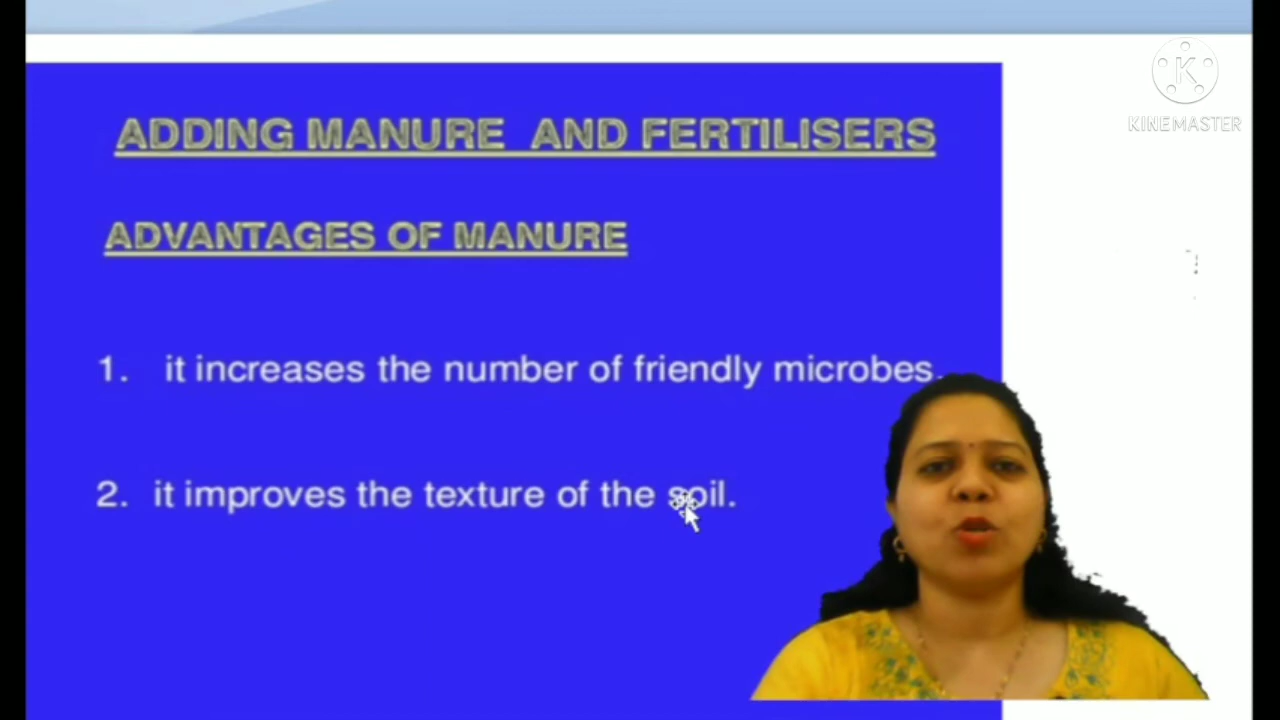 KINEMASTER
ADDING MANURE AND FERTILISERS
ADVANTAGES OF MANURE
1. it increases the number of friendly microbes.
2. it improves the texture of the soil.